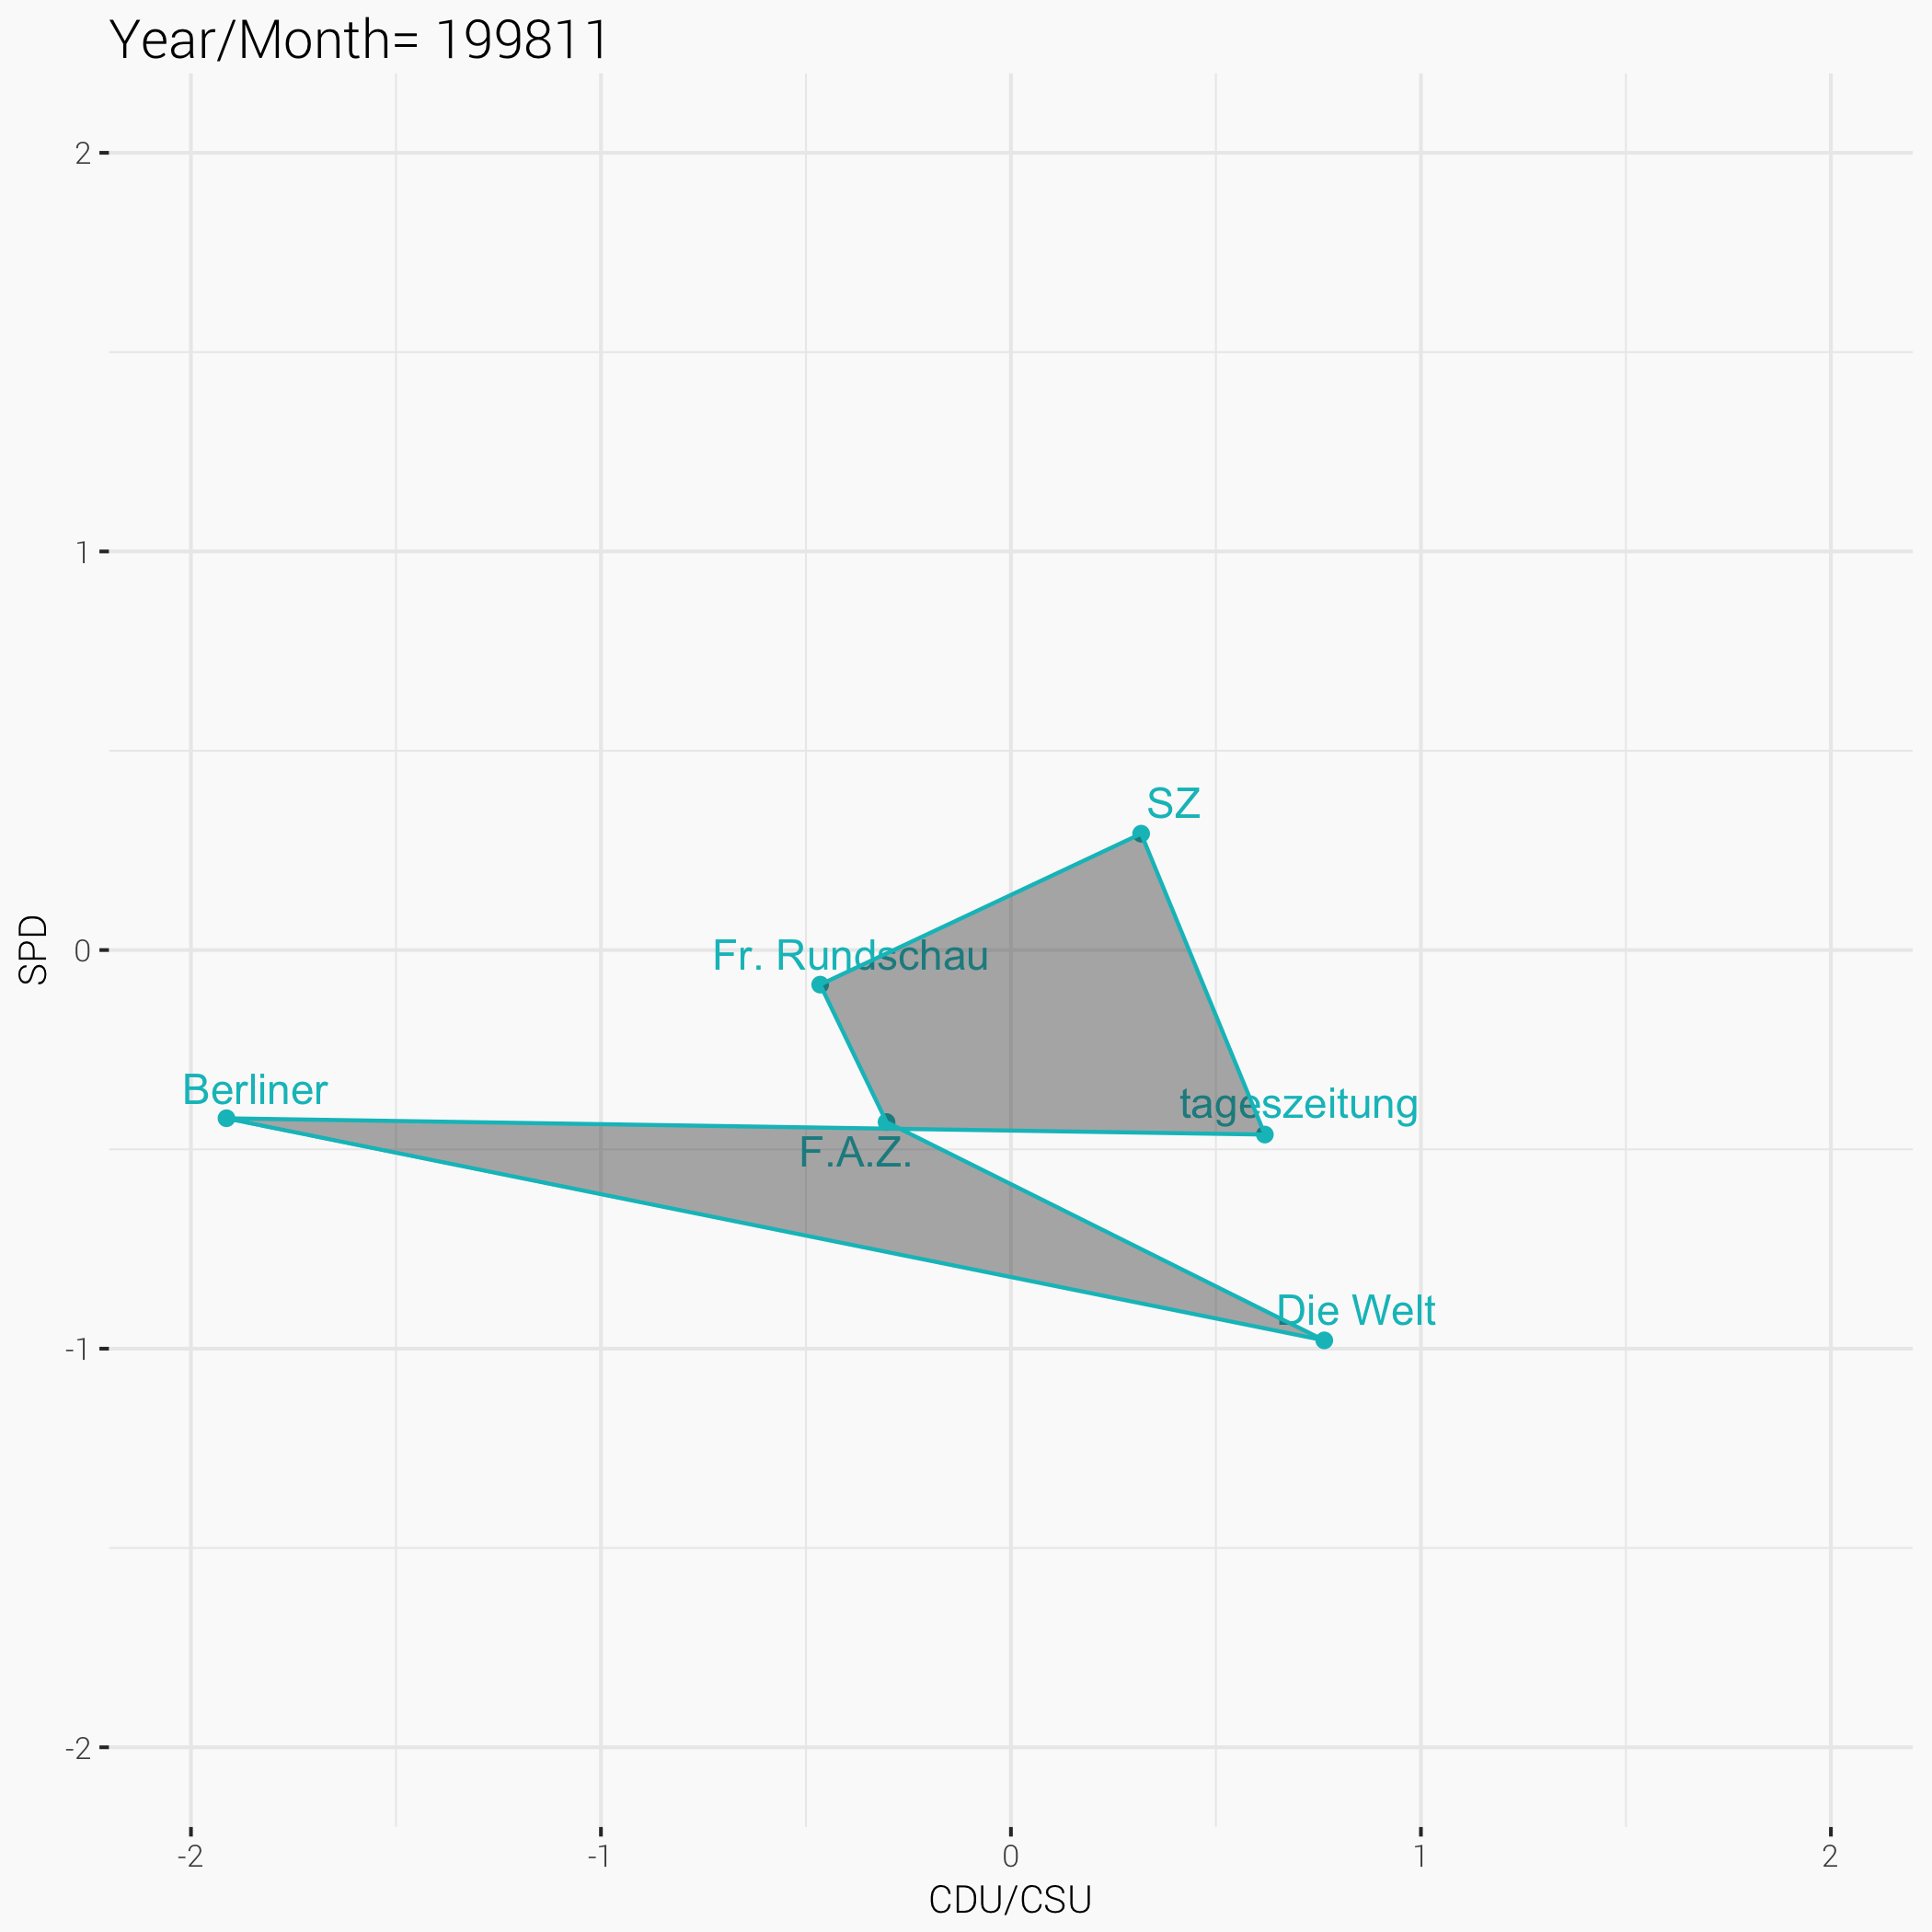 Year/Month= 199811
2
1
0
-1
-2
SPD
SZ
Fr. Rundschau
Berliner
tageszeitung
F.A.Z.
Die Welt
-2
-1
0
1
2
CDU/CSU